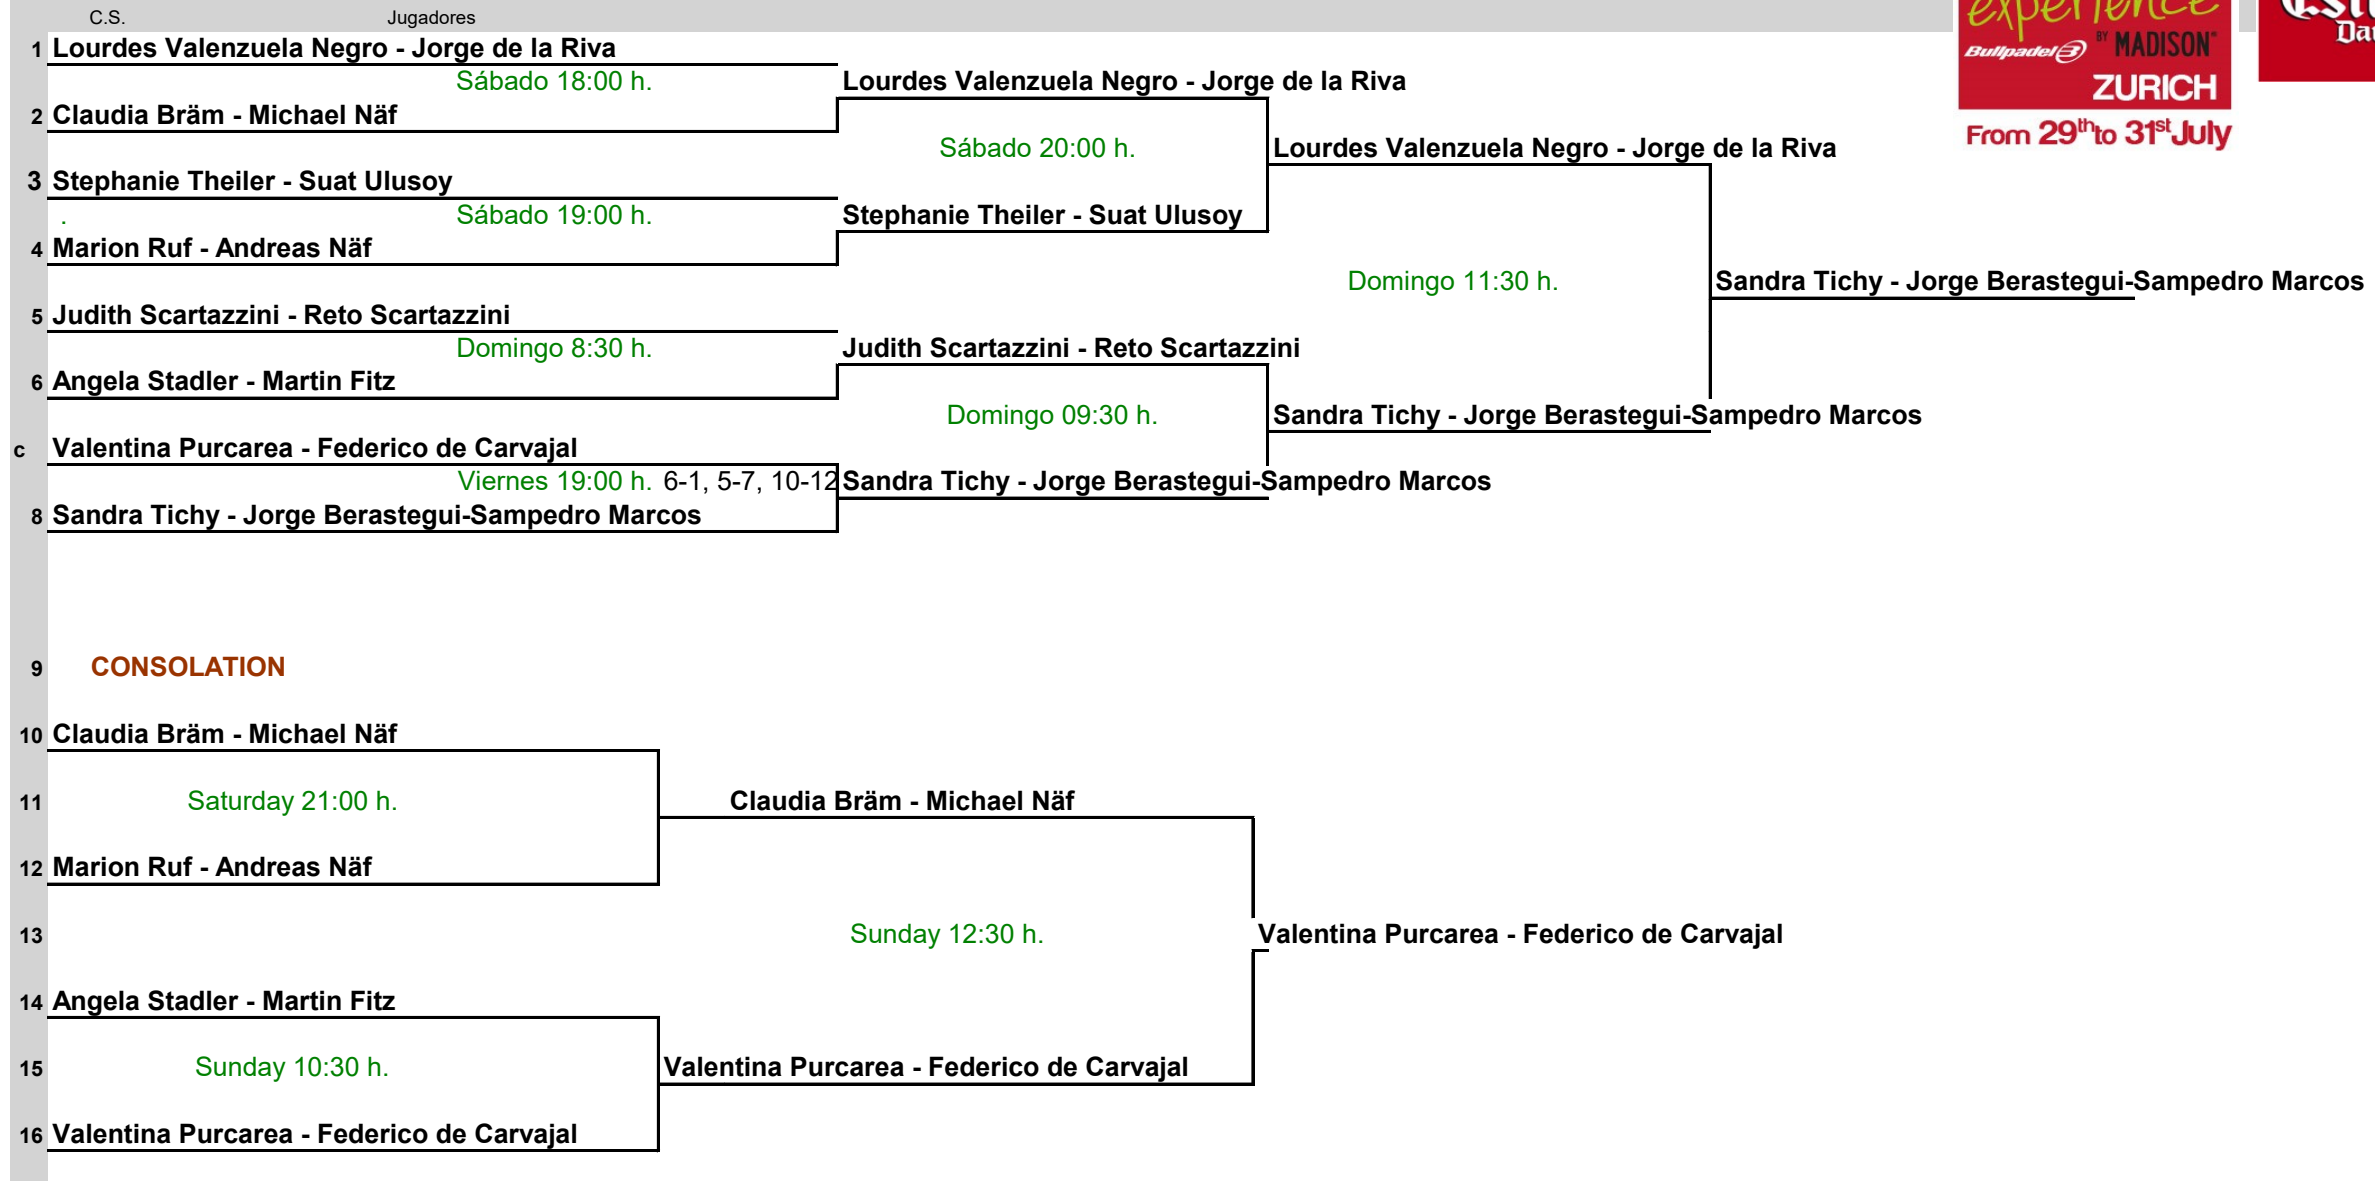 C.S. Jugadores
experience
Bullpadel BY MADISON
ZURICH
From 29th to 31st July
1 Lourdes Valenzuela Negro - Jorge de la Riva
Sábado 18:00 h. Lourdes Valenzuela Negro - Jorge de la Riva
2 Claudia Bräm - Michael Näf
Sábado 20:00 h. Lourdes Valenzuela Negro - Jorge de la Riva
3 Stephanie Theiler - Suat Ulusoy
. Sábado 19:00 h. Stephanie Theiler - Suat Ulusoy
4 Marion Ruf - Andreas Näf
Domingo 11:30 h. Sandra Tichy - Jorge Berastegui-Sampedro Marcos
5 Judith Scartazzini - Reto Scartazzini
Domingo 8:30 h. Judith Scartazzini - Reto Scartazzini
6 Angela Stadler - Martin Fitz
Domingo 09:30 h. Sandra Tichy - Jorge Berastegui-Sampedro Marcos
c Valentina Purcarea - Federico de Carvajal
Viernes 19:00 h. 6-1, 5-7, 10-12 Sandra Tichy - Jorge Berastegui-Sampedro Marcos
8 Sandra Tichy - Jorge Berastegui-Sampedro Marcos
9 CONSOLATION
10 Claudia Bräm - Michael Näf
11 Saturday 21:00 h. Claudia Bräm - Michael Näf
12 Marion Ruf - Andreas Näf
13 Sunday 12:30 h. Valentina Purcarea - Federico de Carvajal
14 Angela Stadler - Martin Fitz
15 Sunday 10:30 h. Valentina Purcarea - Federico de Carvajal
16 Valentina Purcarea - Federico de Carvajal